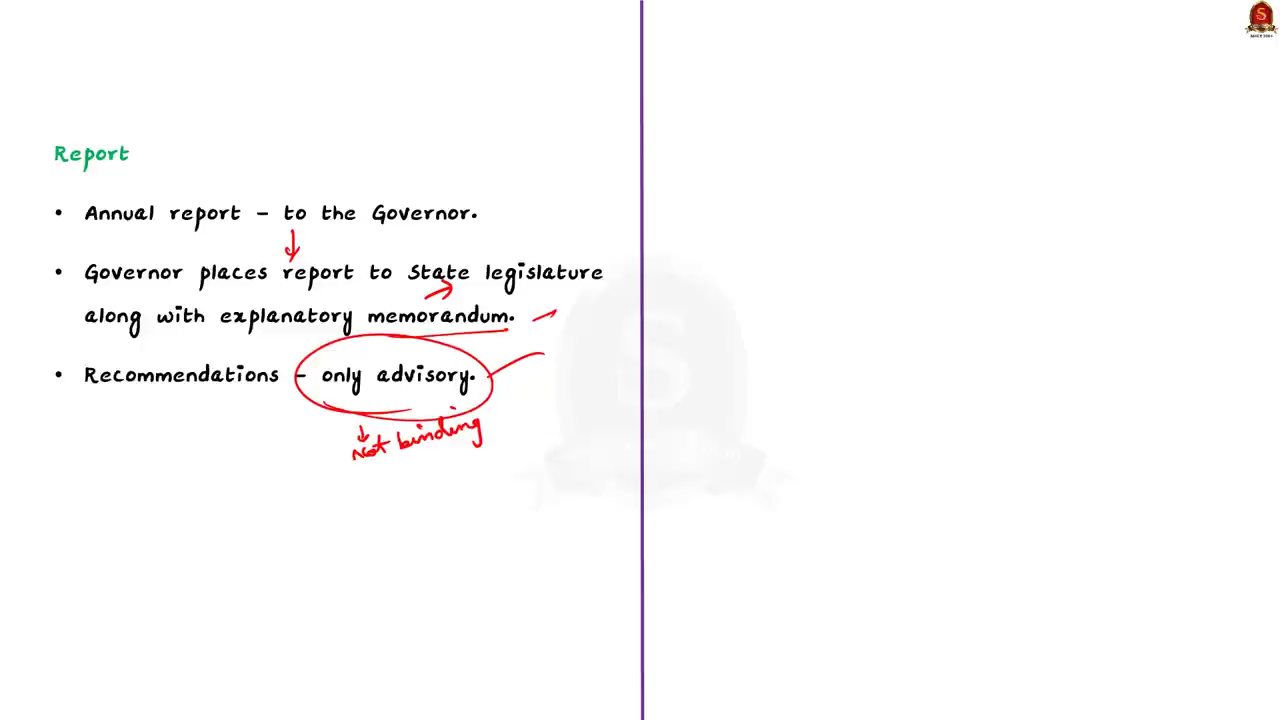 Report
• Annual report - to the Governor.
• Governor places report to State legislature
along with explanatory memorandum.
• Recommendations - only advisory.
not binding
S